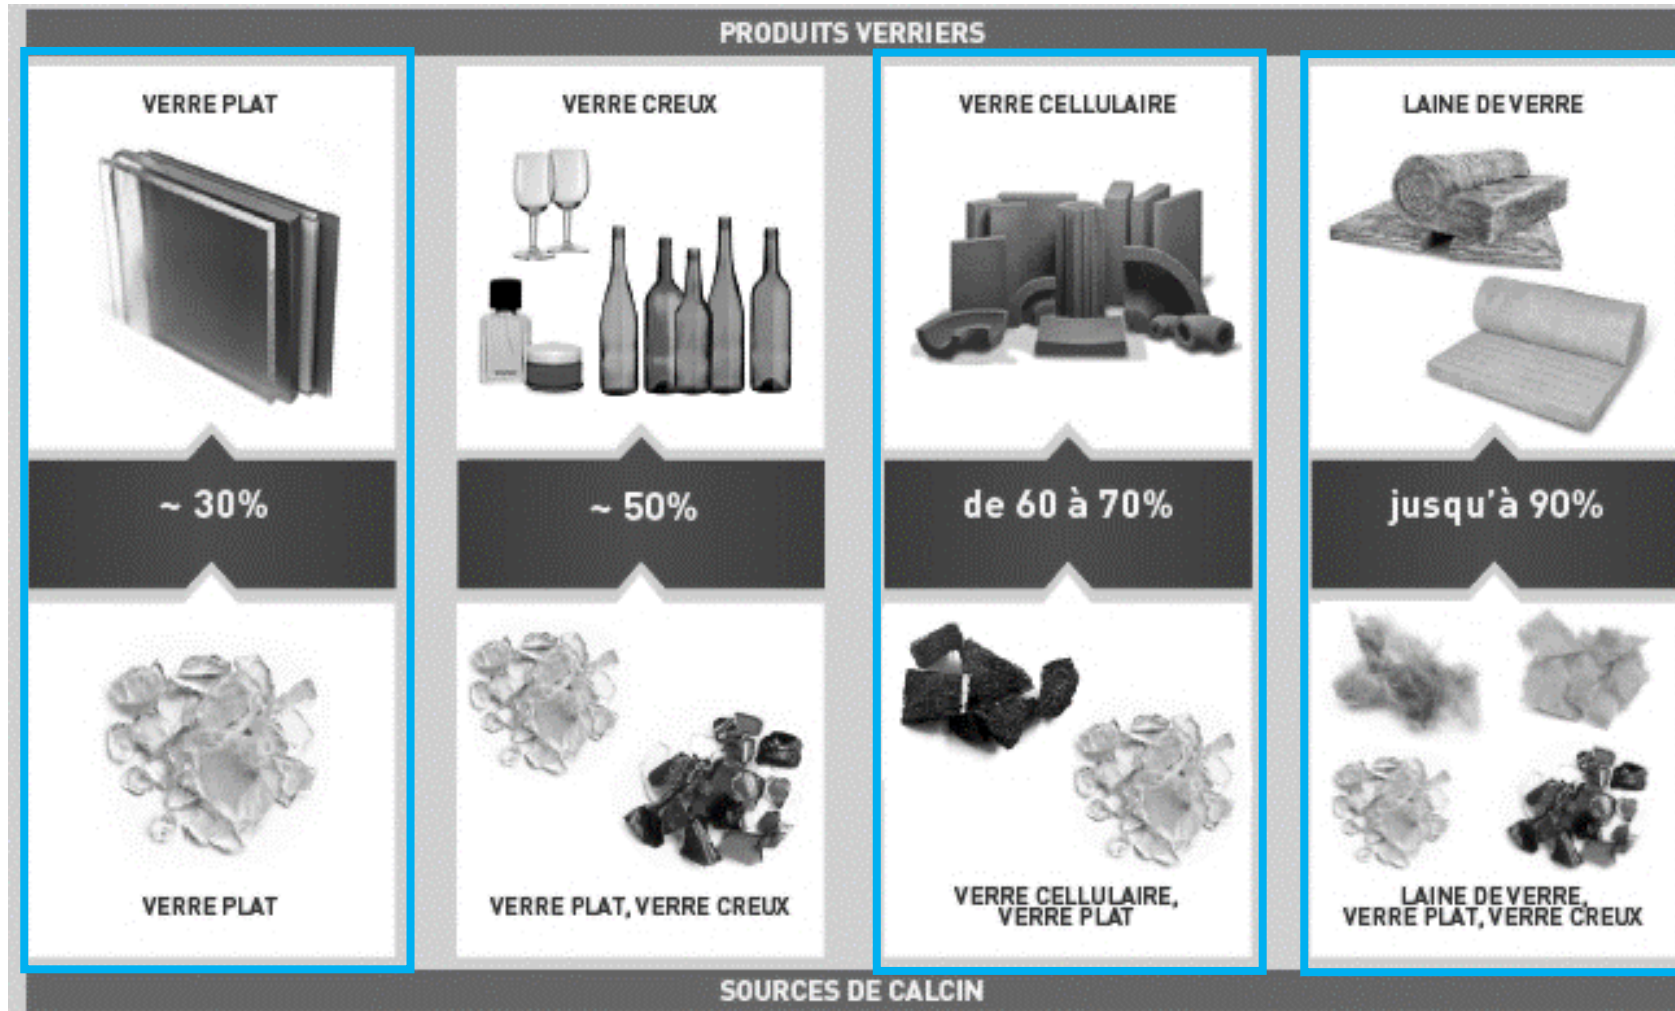 PRODUITS VERRIERS
VERRE PLAT
VERRE CREUX
VERRE CELLULAIRE
LAINE DE VERRE
~ 30%
~ 50%
de 60 à 70%
jusqu'à 90%
VERRE PLAT
VERRE PLAT, VERRE CREUX
VERRE CELLULAIRE,
VERRE PLAT
LAINE DE VERRE,
VERRE PLAT, VERRE CREUX
SOURCES DE CALCIN